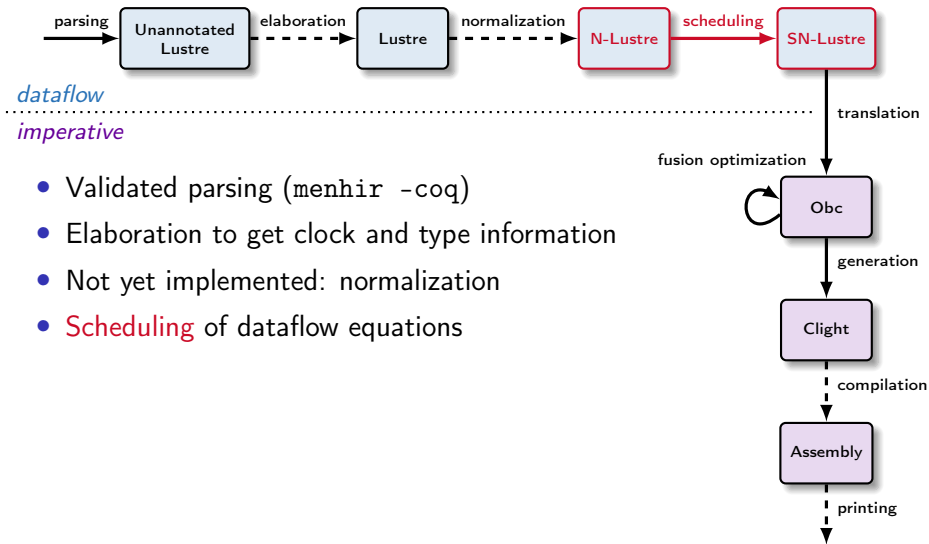 parsing
Unannotated
Lustre
elaboration
Lustre
normalization
N-Lustre
scheduling
SN-Lustre
dataflow
imperative
translation
fusion optimization
Obc
generation
Clight
compilation
Assembly
printing
• Validated parsing (menhir -coq)
• Elaboration to get clock and type information
• Not yet implemented: normalization
• Scheduling of dataflow equations